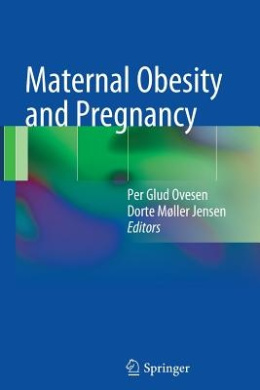 Maternal Obesity
and Pregnancy
Per Glud Ovesen
Dorte Møller Jensen
Editors
Springer